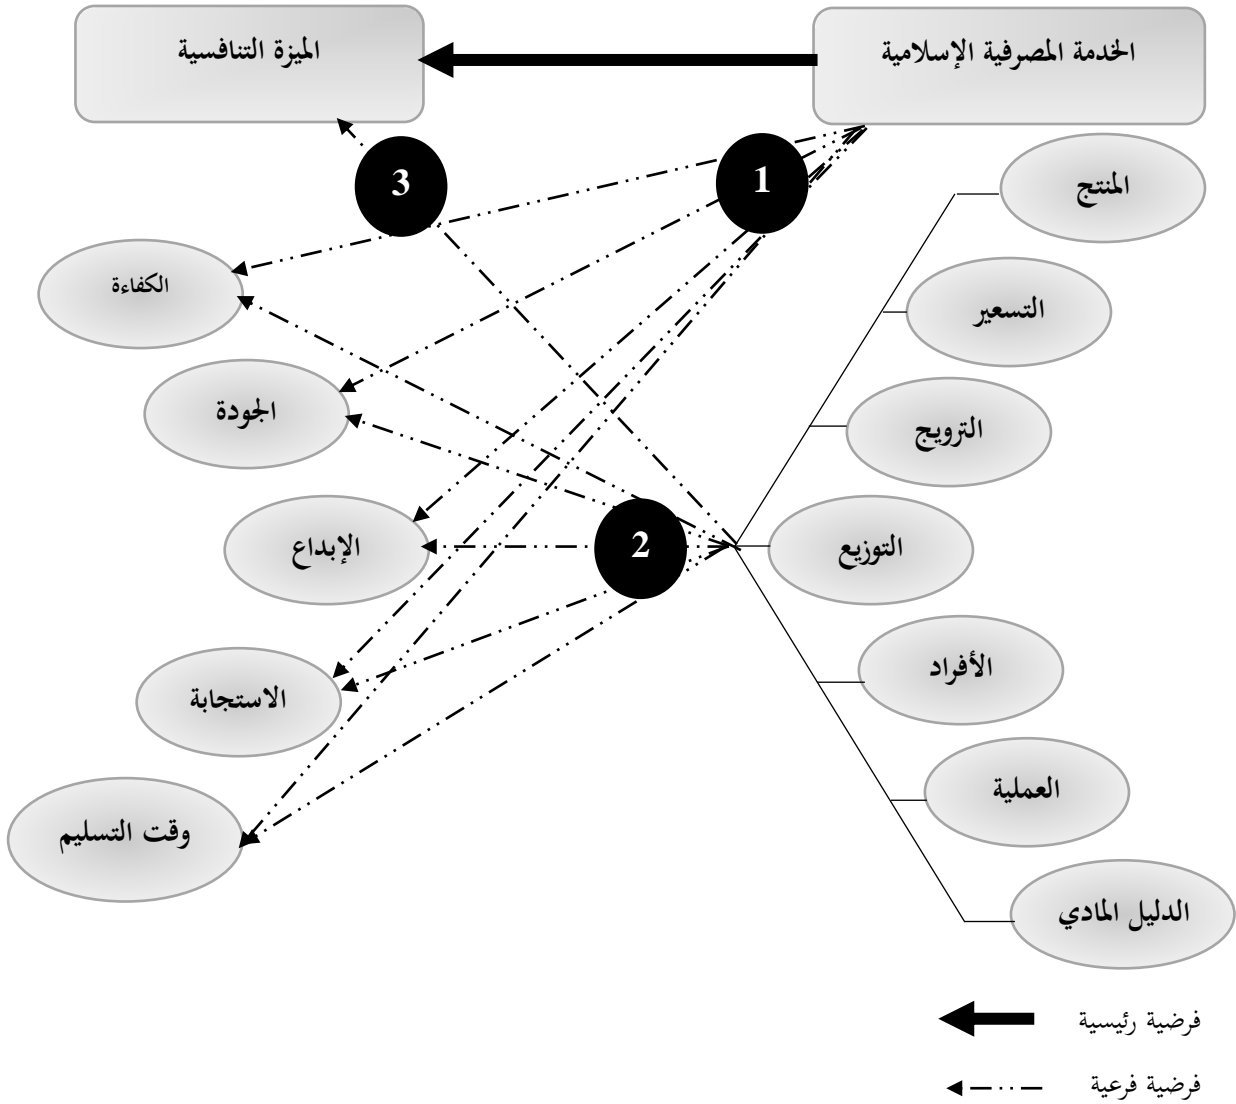 الخدمة المصرفية الإسلامية
الميزة التنافسية
1
3
المنتج
التسعير
الترويج
التوزيع
الأفراد
العملية
الدليل المادي
2
الكفاءة
الجودة
الإبداع
الاستجابة
وقت التسليم
فرضية رئيسية
فرضية فرعية